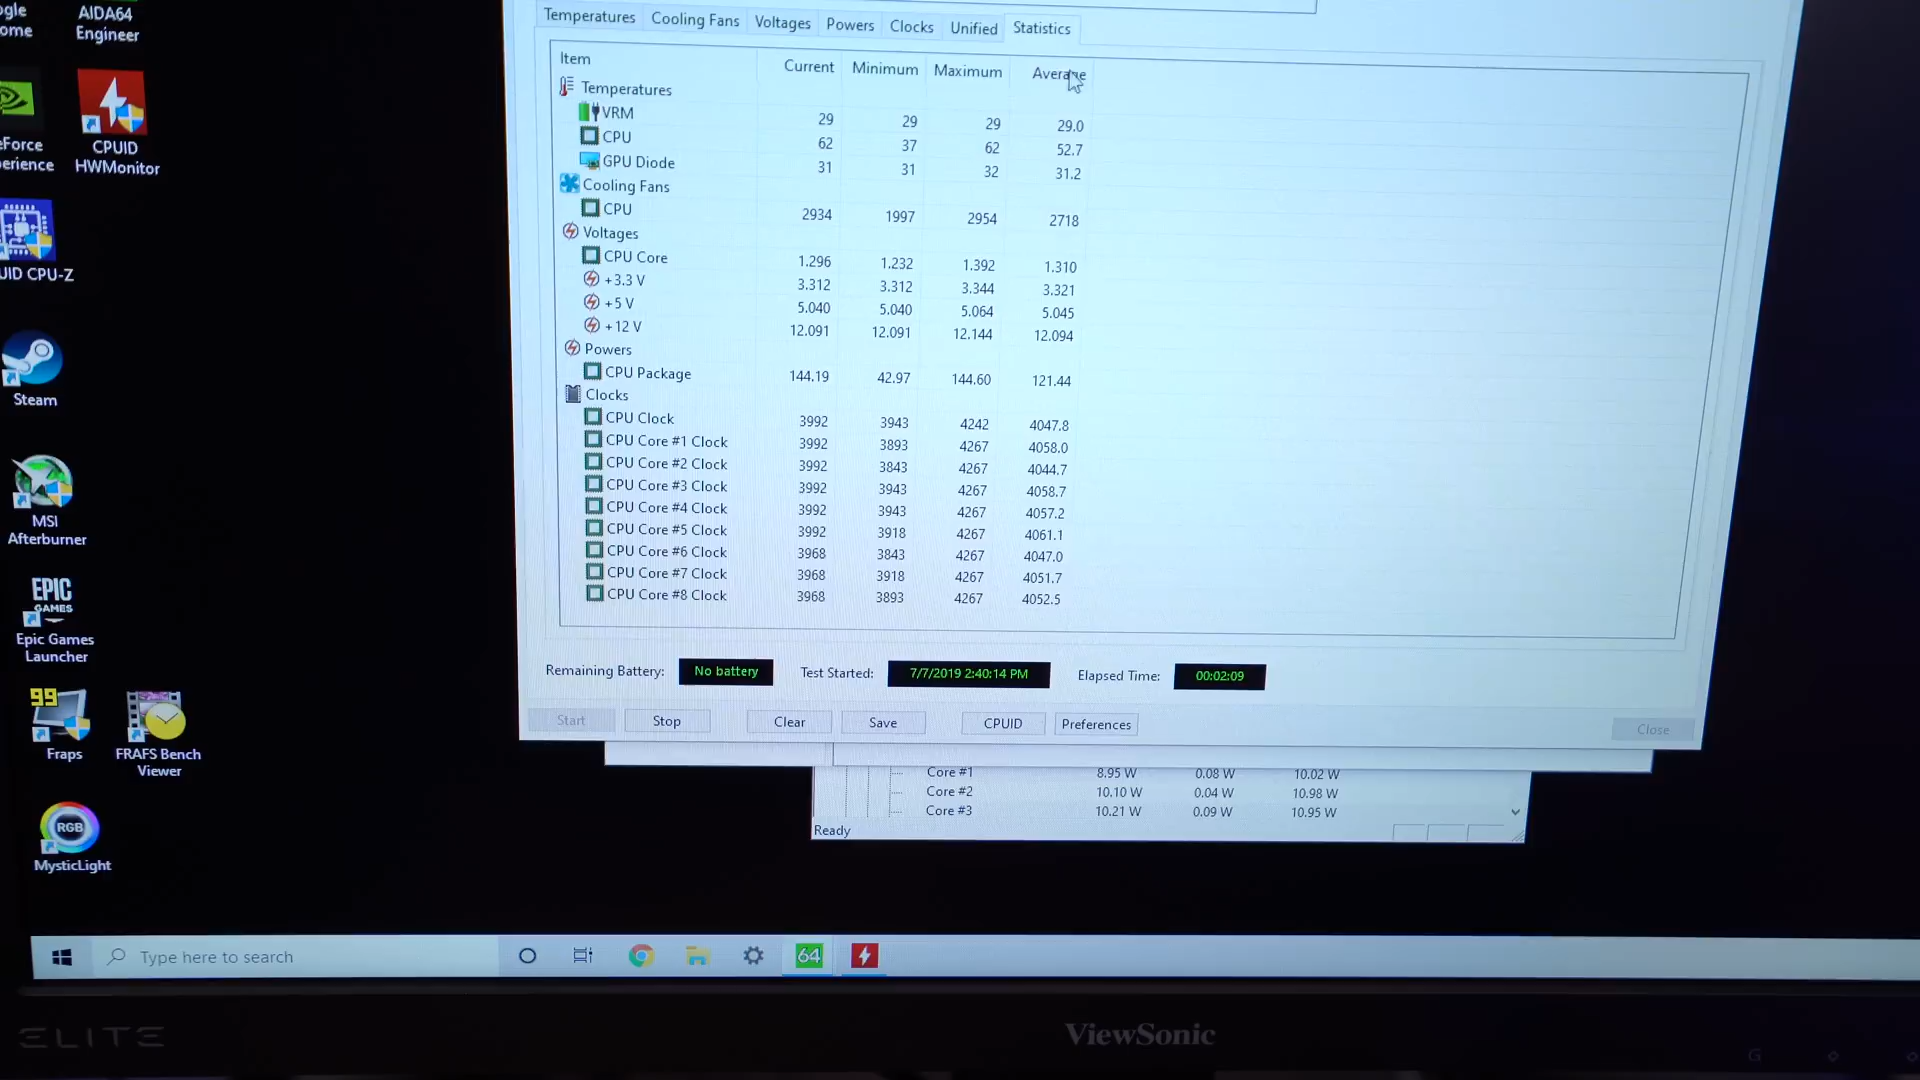 ogle
ome
AIDA64
Engineer
eForce
erience
CPUID
HWMonitor
UID CPU-Z
Steam
MSI
Afterburner
EPIC
GAMES
Epic Games
Launcher
99
Fraps
FRAFS Bench
Viewer
RGB
MysticLight
Temperatures Cooling Fans Voltages Powers Clocks Unified Statistics
Item Current Minimum Maximum Average
Temperatures
VRM 29 29 29 29.0
CPU 62 37 62 52.7
GPU Diode 31 31 32 31.2
Cooling Fans
CPU 2934 1997 2954 2718
Voltages
CPU Core 1.296 1.232 1.392 1.310
+3.3 V 3.312 3.312 3.344 3.321
+5 V 5.040 5.040 5.064 5.045
+12 V 12.091 12.091 12.144 12.094
Powers
CPU Package 144.19 42.97 144.60 121.44
Clocks
CPU Clock 3992 3943 4242 4047.8
CPU Core #1 Clock 3992 3893 4267 4058.0
CPU Core #2 Clock 3992 3843 4267 4044.7
CPU Core #3 Clock 3992 3943 4267 4058.7
CPU Core #4 Clock 3992 3943 4267 4057.2
CPU Core #5 Clock 3992 3918 4267 4061.1
CPU Core #6 Clock 3968 3843 4267 4047.0
CPU Core #7 Clock 3968 3918 4267 4051.7
CPU Core #8 Clock 3968 3893 4267 4052.5
Remaining Battery: No battery Test Started: 7/7/2019 2:40:14 PM Elapsed Time: 00:02:09
Start Stop Clear Save CPUID Preferences Close
Core #1 8.95 W 0.08 W 10.02 W
Core #2 10.10 W 0.04 W 10.98 W
Core #3 10.21 W 0.09 W 10.95 W
Ready
Type here to search
64
ELITE
ViewSonic
G